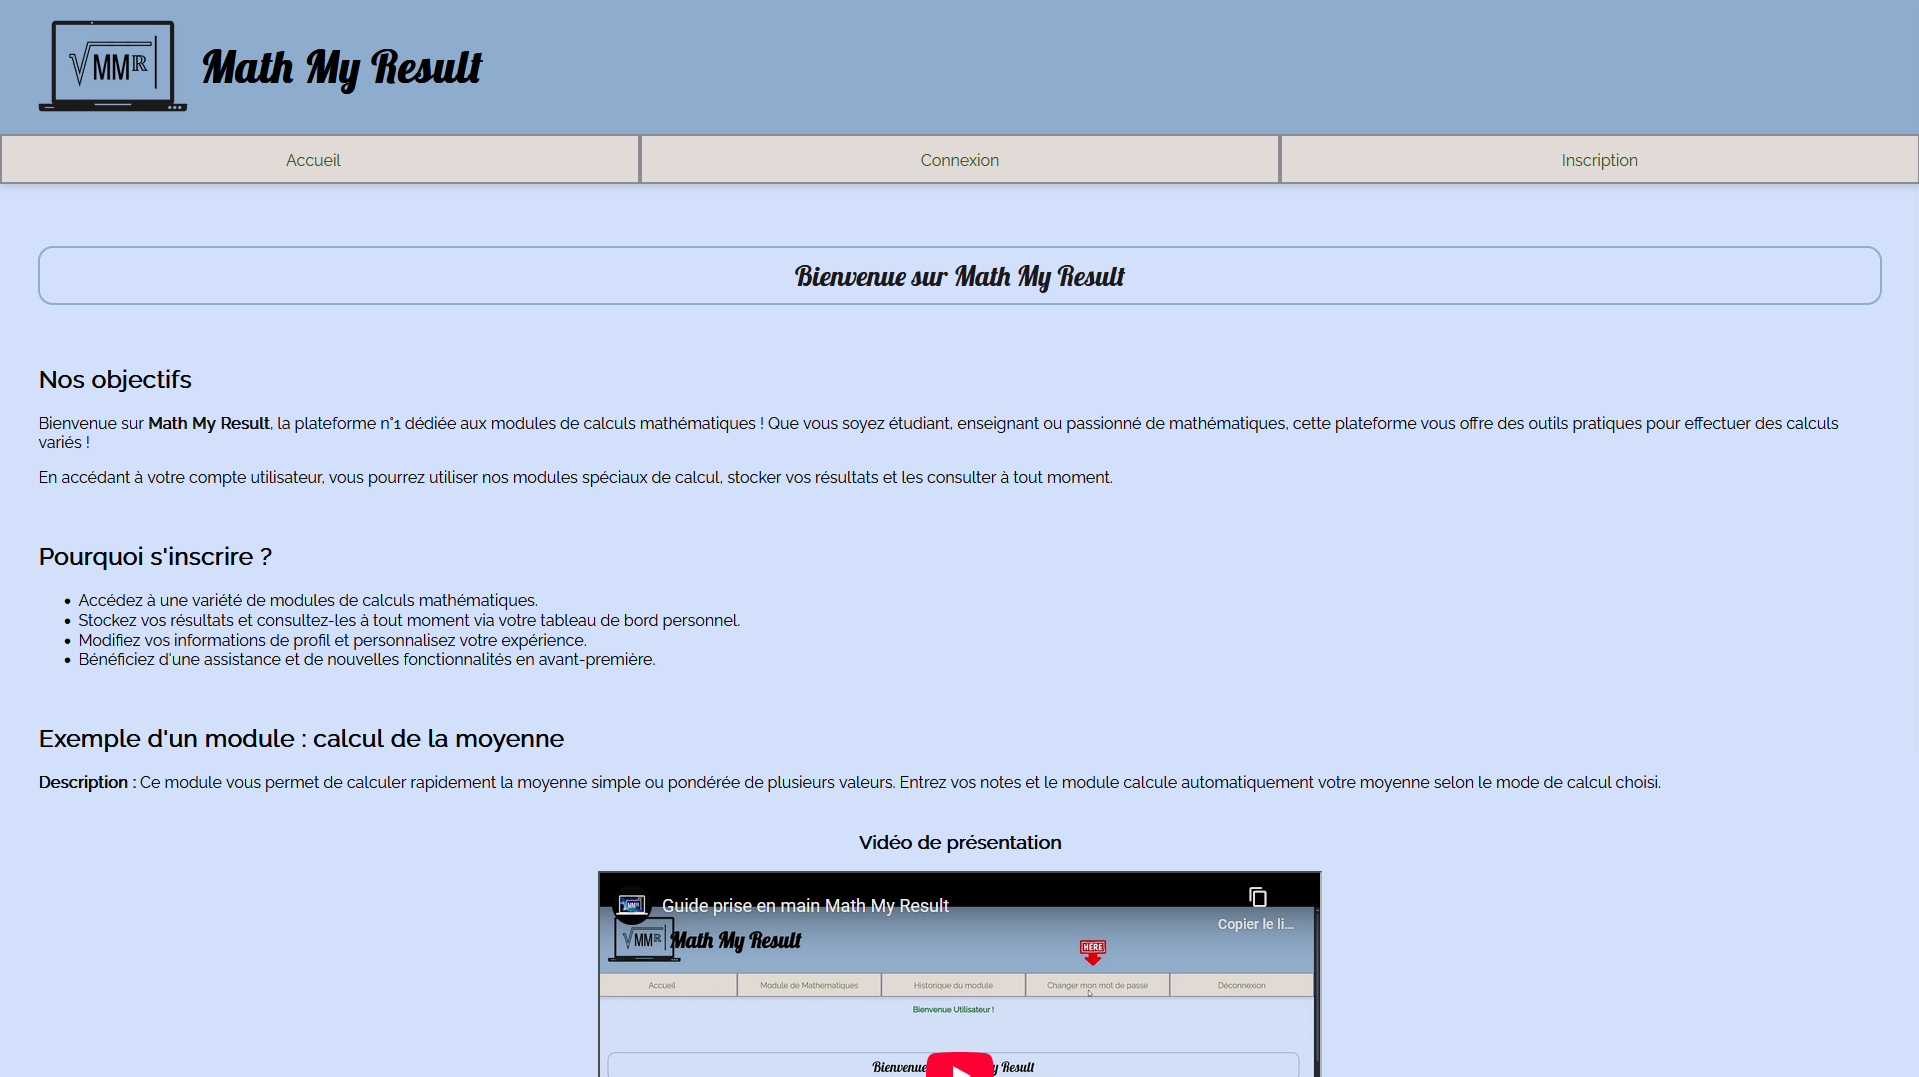 √MMℝ
Math My Result
Accueil
Connexion
Inscription
Bienvenue sur Math My Result
Nos objectifs
Bienvenue sur Math My Result, la plateforme n°1 dédiée aux modules de calculs mathématiques ! Que vous soyez étudiant, enseignant ou passionné de mathématiques, cette plateforme vous offre des outils pratiques pour effectuer des calculs
variés !
En accédant à votre compte utilisateur, vous pourrez utiliser nos modules spéciaux de calcul, stocker vos résultats et les consulter à tout moment.
Pourquoi s'inscrire ?
• Accédez à une variété de modules de calculs mathématiques.
• Stockez vos résultats et consultez-les à tout moment via votre tableau de bord personnel.
• Modifiez vos informations de profil et personnalisez votre expérience.
• Bénéficiez d'une assistance et de nouvelles fonctionnalités en avant-première.
Exemple d'un module : calcul de la moyenne
Description : Ce module vous permet de calculer rapidement la moyenne simple ou pondérée de plusieurs valeurs. Entrez vos notes et le module calcule automatiquement votre moyenne selon le mode de calcul choisi.
Vidéo de présentation
Guide prise en main Math My Result
Copier le li...
√MMℝ
Math My Result
HERE
Accueil
Module de Mathématiques
Historique du module
Changer mon mot de passe
Déconnexion
Bienvenue Utilisateur !
Bienvenue y Result